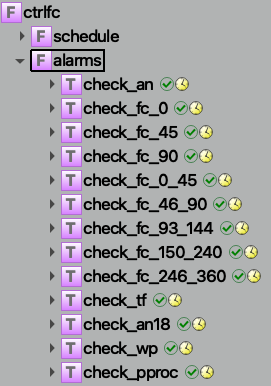 F ctrlfc
F schedule
F alarms
T check_an
T check_fc_0
T check_fc_45
T check_fc_90
T check_fc_0_45
T check_fc_46_90
T check_fc_93_144
T check_fc_150_240
T check_fc_246_360
T check_tf
T check_an18
T check_wp
T check_pproc